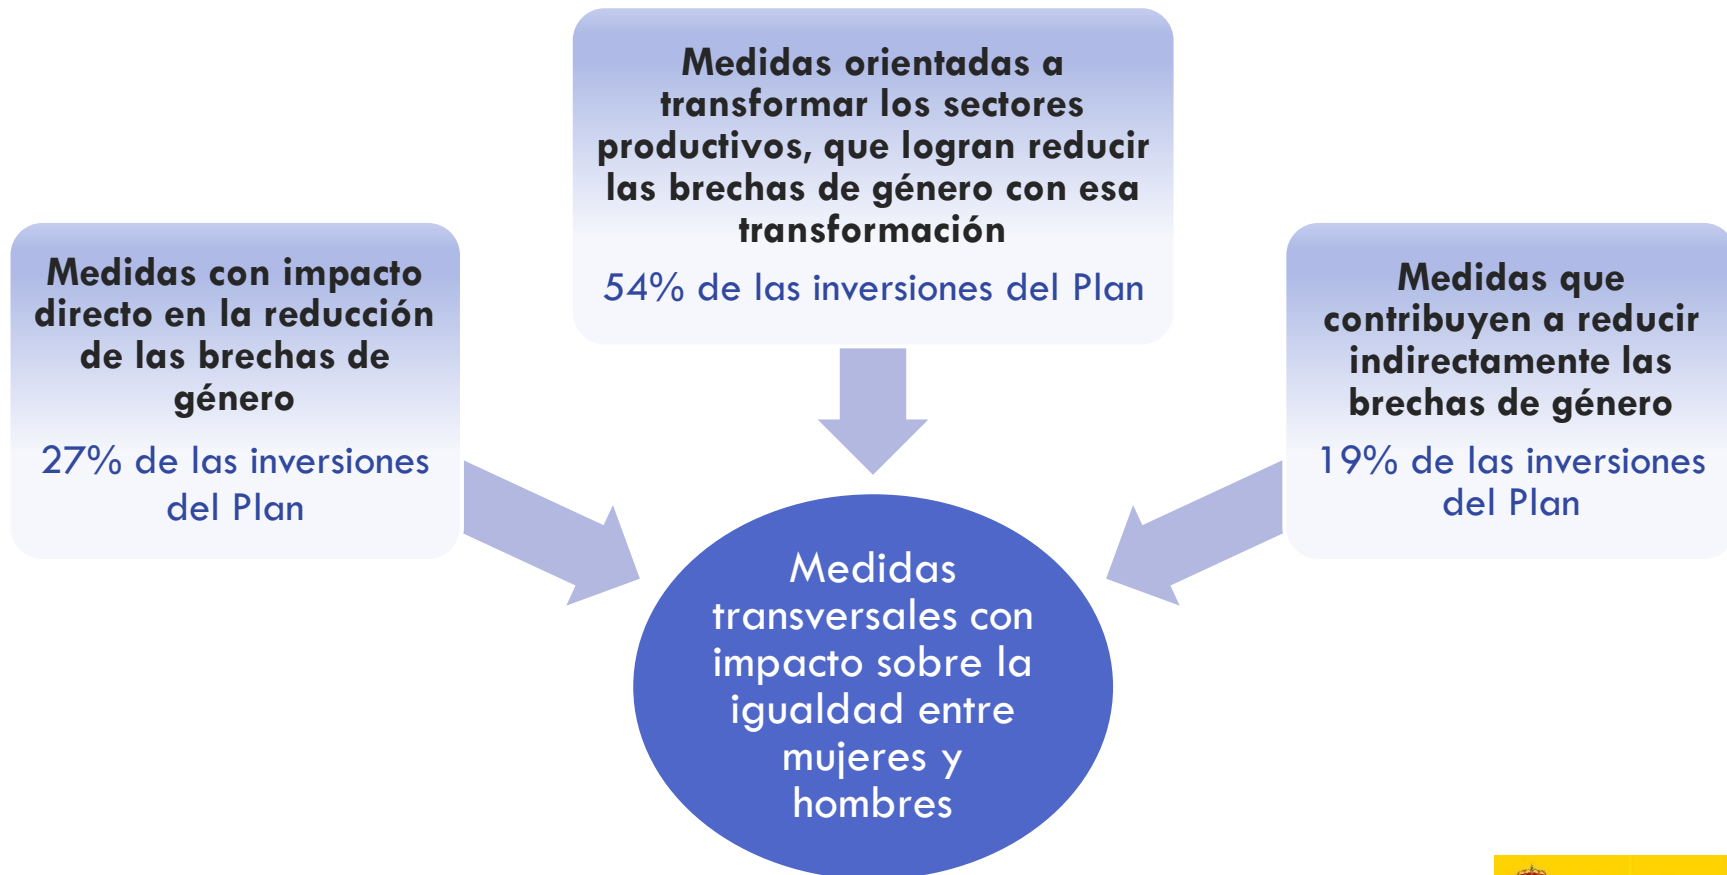 Medidas con impacto
directo en la reducción
de las brechas de
género
27% de las inversiones
del Plan
Medidas orientadas a
transformar los sectores
productivos, que logran reducir
las brechas de género con esa
transformación
54% de las inversiones del Plan
Medidas que
contribuyen a reducir
indirectamente las
brechas de género
19% de las inversiones
del Plan
Medidas
transversales con
impacto sobre la
igualdad entre
mujeres y
hombres